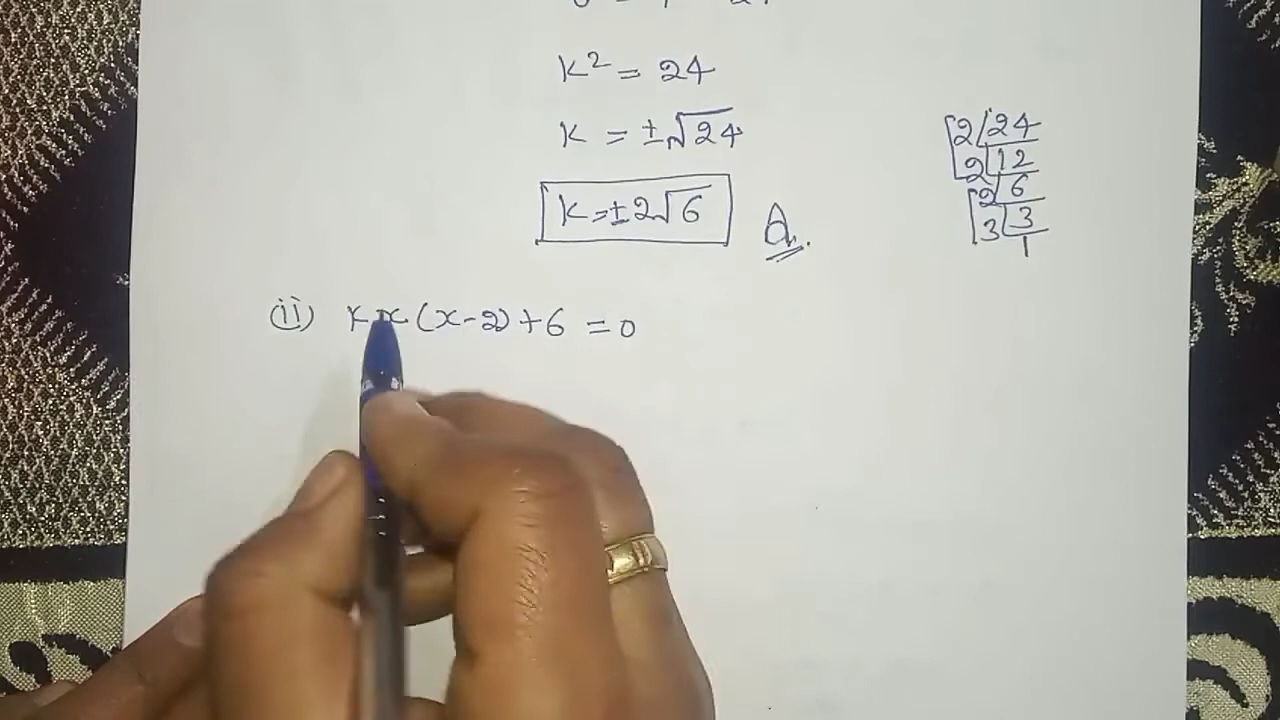 K² = 24
K = ±√24
K = ±2√6
2 | 24
2 | 12
2 | 6
3 | 3
1
(ii) Kx(x-2)+6 = 0